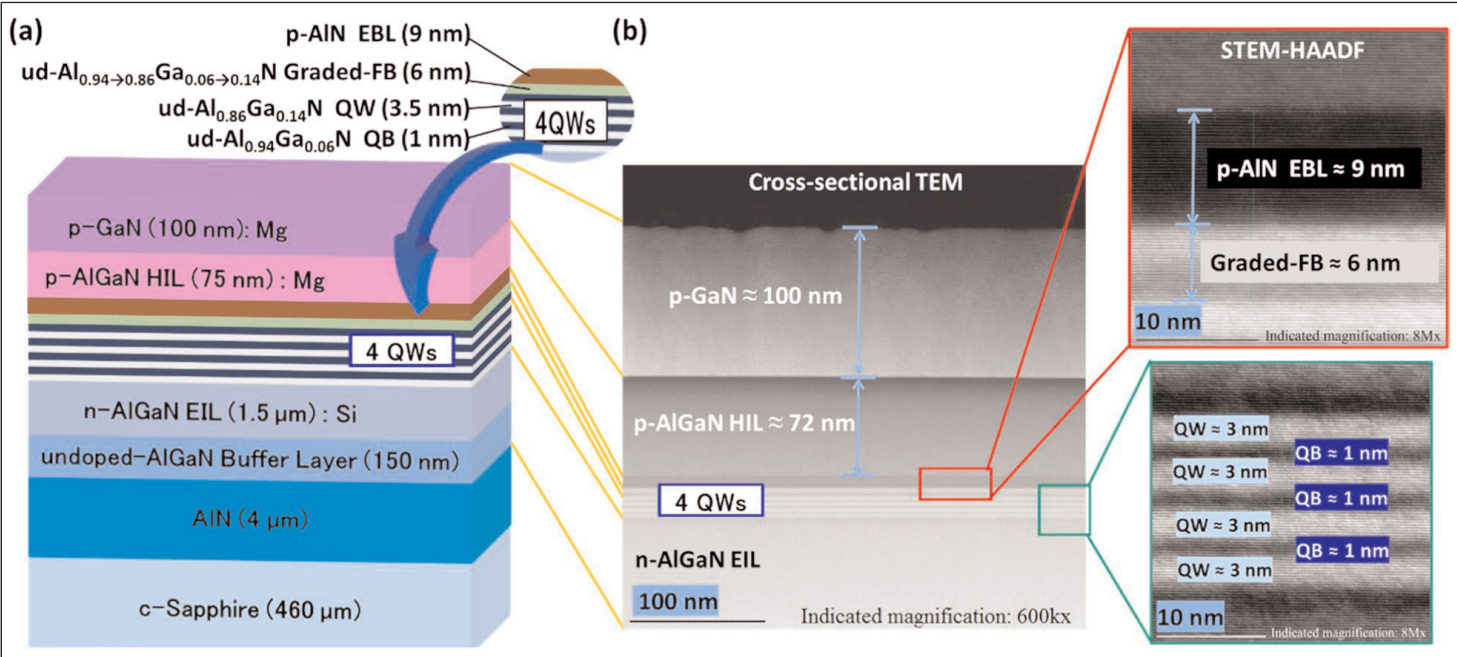 (a)
p-AlN EBL (9 nm)
ud-Al0.94→0.86Ga0.06→0.14N Graded-FB (6 nm)
ud-Al0.86Ga0.14N QW (3.5 nm)
ud-Al0.94Ga0.06N QB (1 nm)
4QWs
p-GaN (100 nm): Mg
p-AlGaN HIL (75 nm) : Mg
4 QWs
n-AlGaN EIL (1.5 μm) : Si
undoped-AlGaN Buffer Layer (150 nm)
AlN (4 μm)
c-Sapphire (460 μm)
(b)
Cross-sectional TEM
p-GaN ≈ 100 nm
p-AlGaN HIL ≈ 72 nm
4 QWs
n-AlGaN EIL
100 nm
Indicated magnification: 600kx
STEM-HAADF
p-AlN EBL ≈ 9 nm
Graded-FB ≈ 6 nm
10 nm
Indicated magnification: 8Mx
QW ≈ 3 nm
QB ≈ 1 nm
QW ≈ 3 nm
QB ≈ 1 nm
QW ≈ 3 nm
QB ≈ 1 nm
QW ≈ 3 nm
10 nm
Indicated magnification: 8Mx